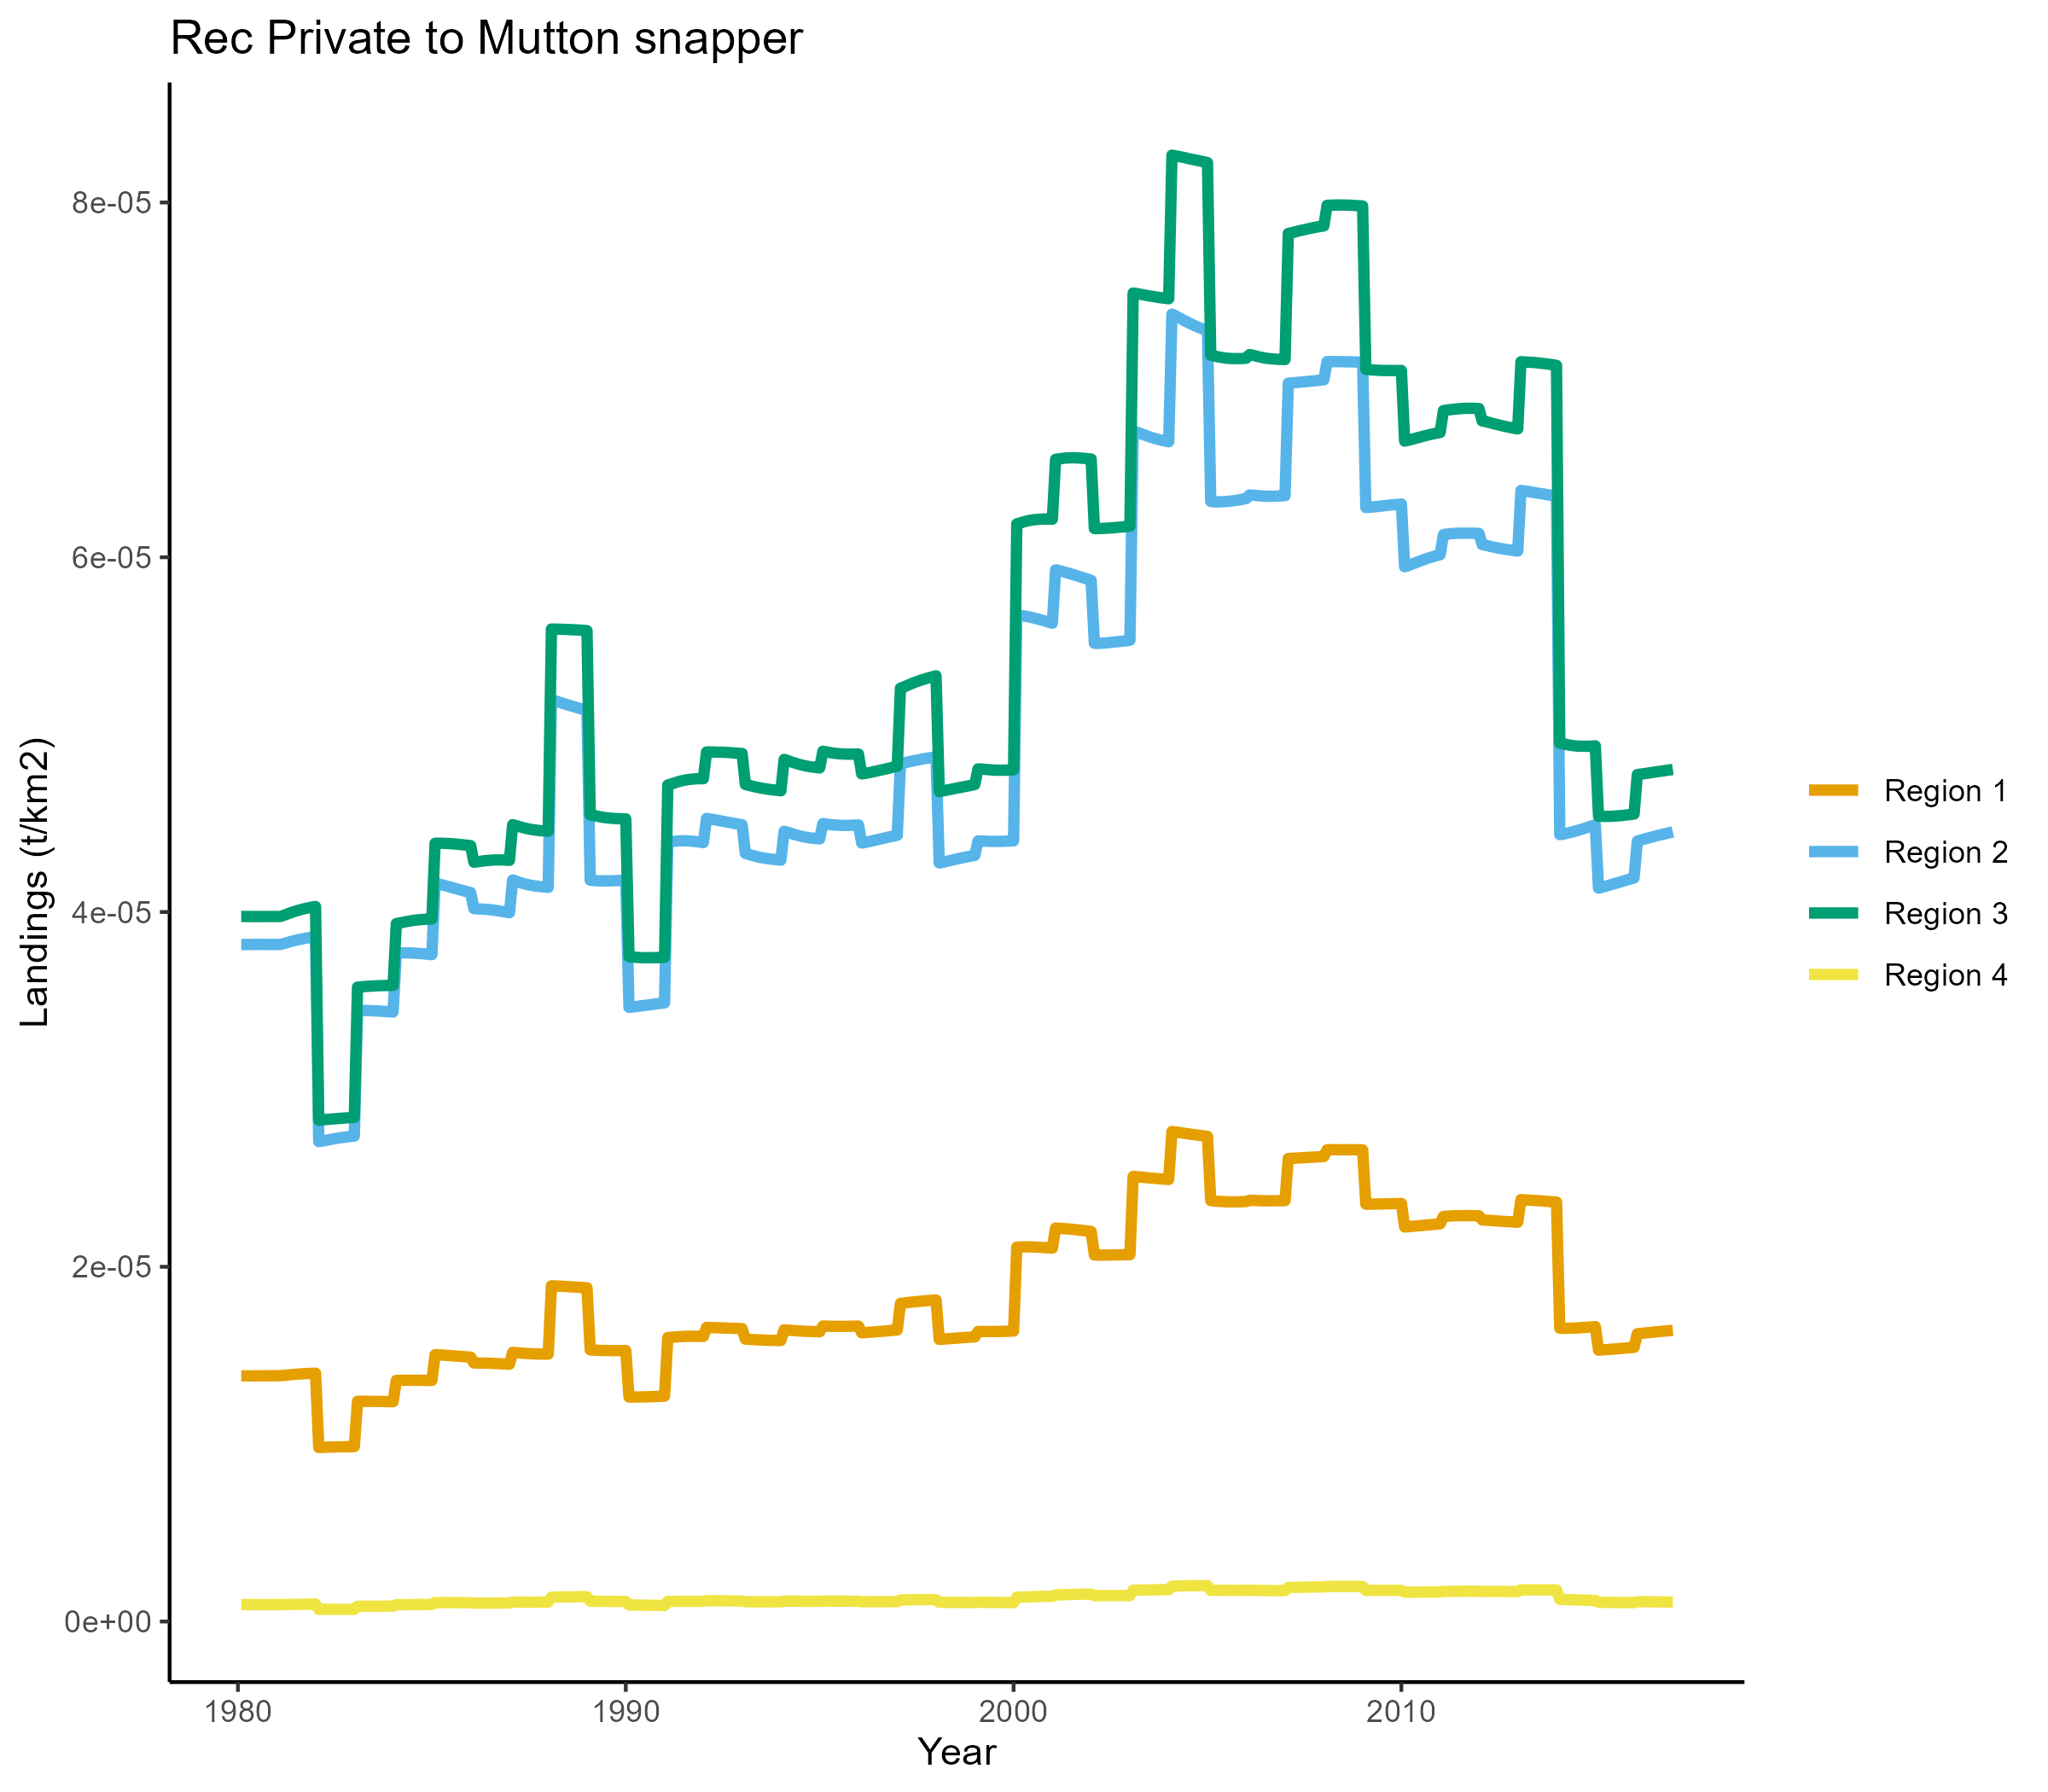 Rec Private to Mutton snapper
Landings (t/km2)
8e-05
6e-05
4e-05
2e-05
0e+00
1980
1990
2000
2010
Year
Region 1
Region 2
Region 3
Region 4